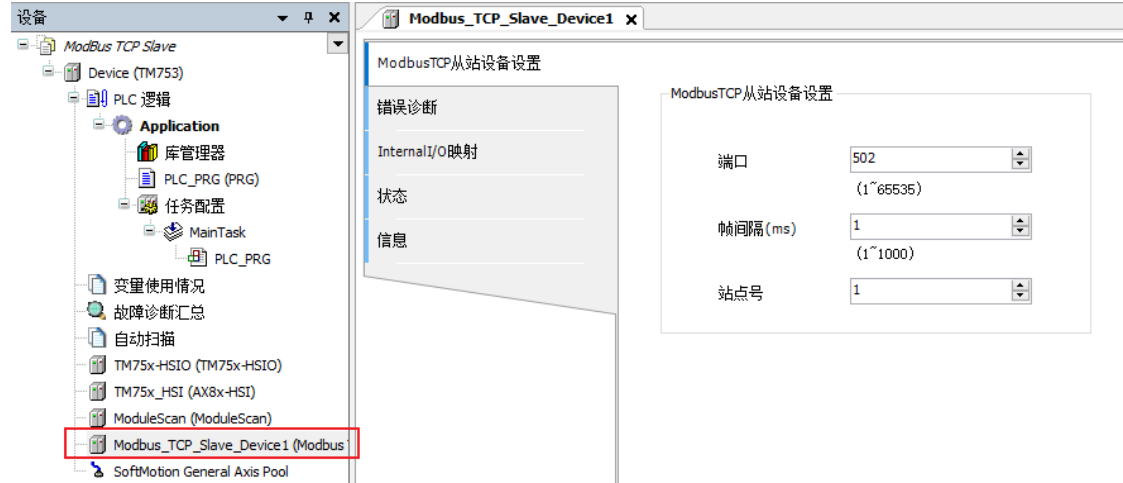 设备
ModBus TCP Slave
Device (TM753)
PLC 逻辑
Application
库管理器
PLC_PRG (PRG)
任务配置
MainTask
PLC_PRG
变量使用情况
故障诊断汇总
自动扫描
TM75x-HSIO (TM75x-HSIO)
TM75x_HSI (AX8x-HSI)
ModuleScan (ModuleScan)
Modbus_TCP_Slave_Device1 (Modbus
SoftMotion General Axis Pool
Modbus_TCP_Slave_Device1
ModbusTCP从站设备设置
错误诊断
InternalI/O映射
状态
信息
ModbusTCP从站设备设置
端口 502
(1~65535)
帧间隔(ms) 1
(1~1000)
站点号 1